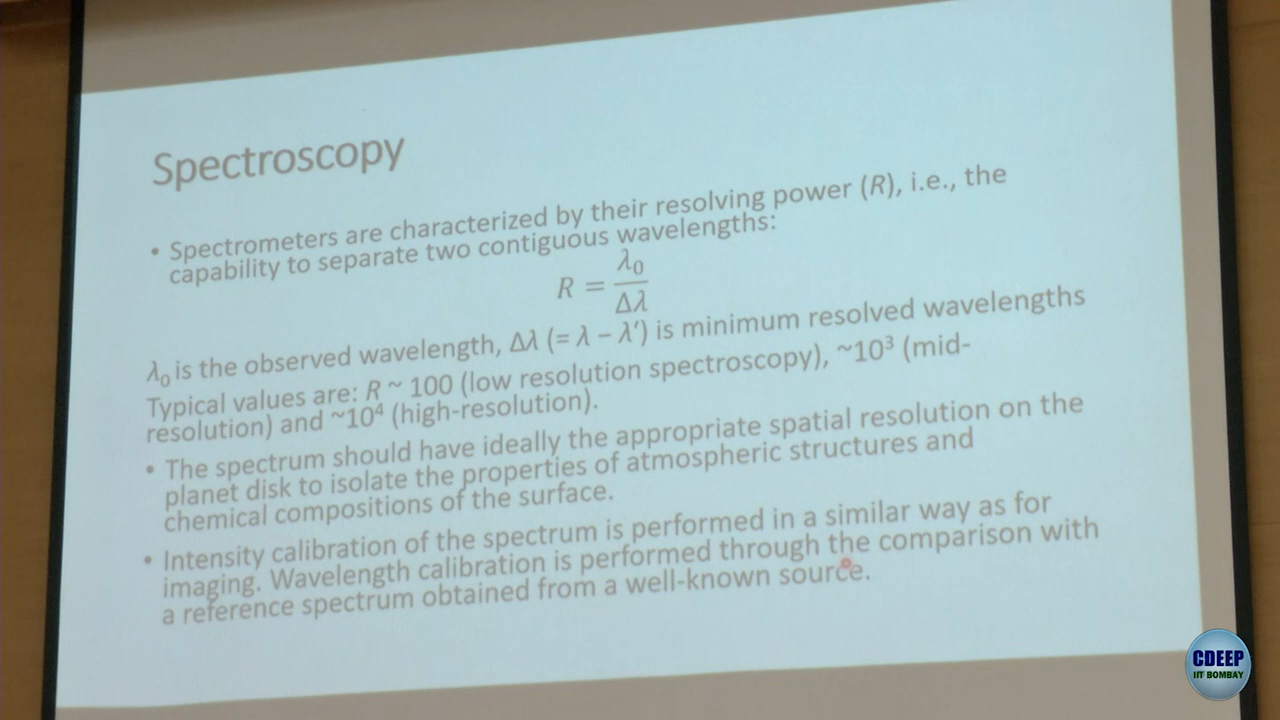 Spectroscopy
• Spectrometers are characterized by their resolving power (R), i.e., the
capability to separate two contiguous wavelengths:
R = λ₀/Δλ
λ₀ is the observed wavelength, Δλ (= λ – λ′) is minimum resolved wavelengths
Typical values are: R ~ 100 (low resolution spectroscopy), ~10³ (mid-
resolution) and ~10⁴ (high-resolution).
• The spectrum should have ideally the appropriate spatial resolution on the
planet disk to isolate the properties of atmospheric structures and
chemical compositions of the surface.
• Intensity calibration of the spectrum is performed in a similar way as for
imaging. Wavelength calibration is performed through the comparison with
a reference spectrum obtained from a well-known source.
CDEEP
IIT BOMBAY